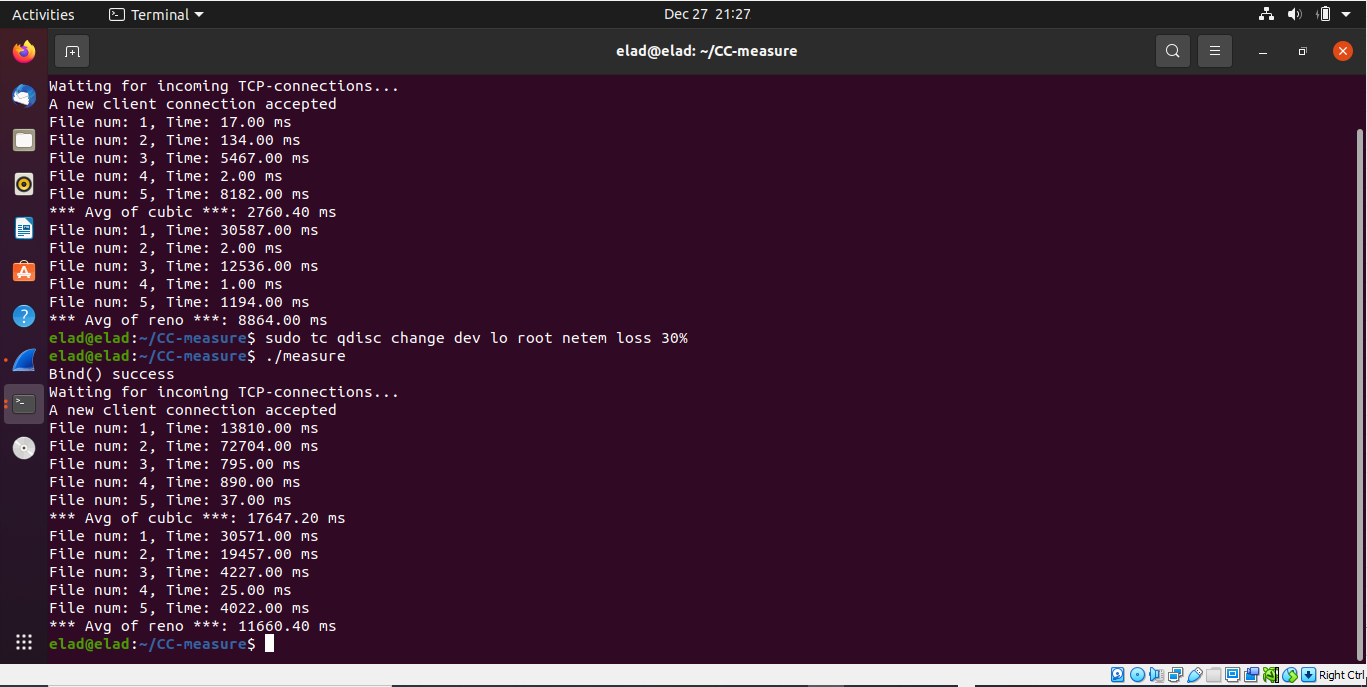 Activities
Terminal
Dec 27 21:27
elad@elad: ~/CC-measure
Waiting for incoming TCP-connections...
A new client connection accepted
File num: 1, Time: 17.00 ms
File num: 2, Time: 134.00 ms
File num: 3, Time: 5467.00 ms
File num: 4, Time: 2.00 ms
File num: 5, Time: 8182.00 ms
*** Avg of cubic ***: 2760.40 ms
File num: 1, Time: 30587.00 ms
File num: 2, Time: 2.00 ms
File num: 3, Time: 12536.00 ms
File num: 4, Time: 1.00 ms
File num: 5, Time: 1194.00 ms
*** Avg of reno ***: 8864.00 ms
elad@elad:~/CC-measure$ sudo tc qdisc change dev lo root netem loss 30%
elad@elad:~/CC-measure$ ./measure
Bind() success
Waiting for incoming TCP-connections...
A new client connection accepted
File num: 1, Time: 13810.00 ms
File num: 2, Time: 72704.00 ms
File num: 3, Time: 795.00 ms
File num: 4, Time: 890.00 ms
File num: 5, Time: 37.00 ms
*** Avg of cubic ***: 17647.20 ms
File num: 1, Time: 30571.00 ms
File num: 2, Time: 19457.00 ms
File num: 3, Time: 4227.00 ms
File num: 4, Time: 25.00 ms
File num: 5, Time: 4022.00 ms
*** Avg of reno ***: 11660.40 ms
elad@elad:~/CC-measure$
Right Ctrl